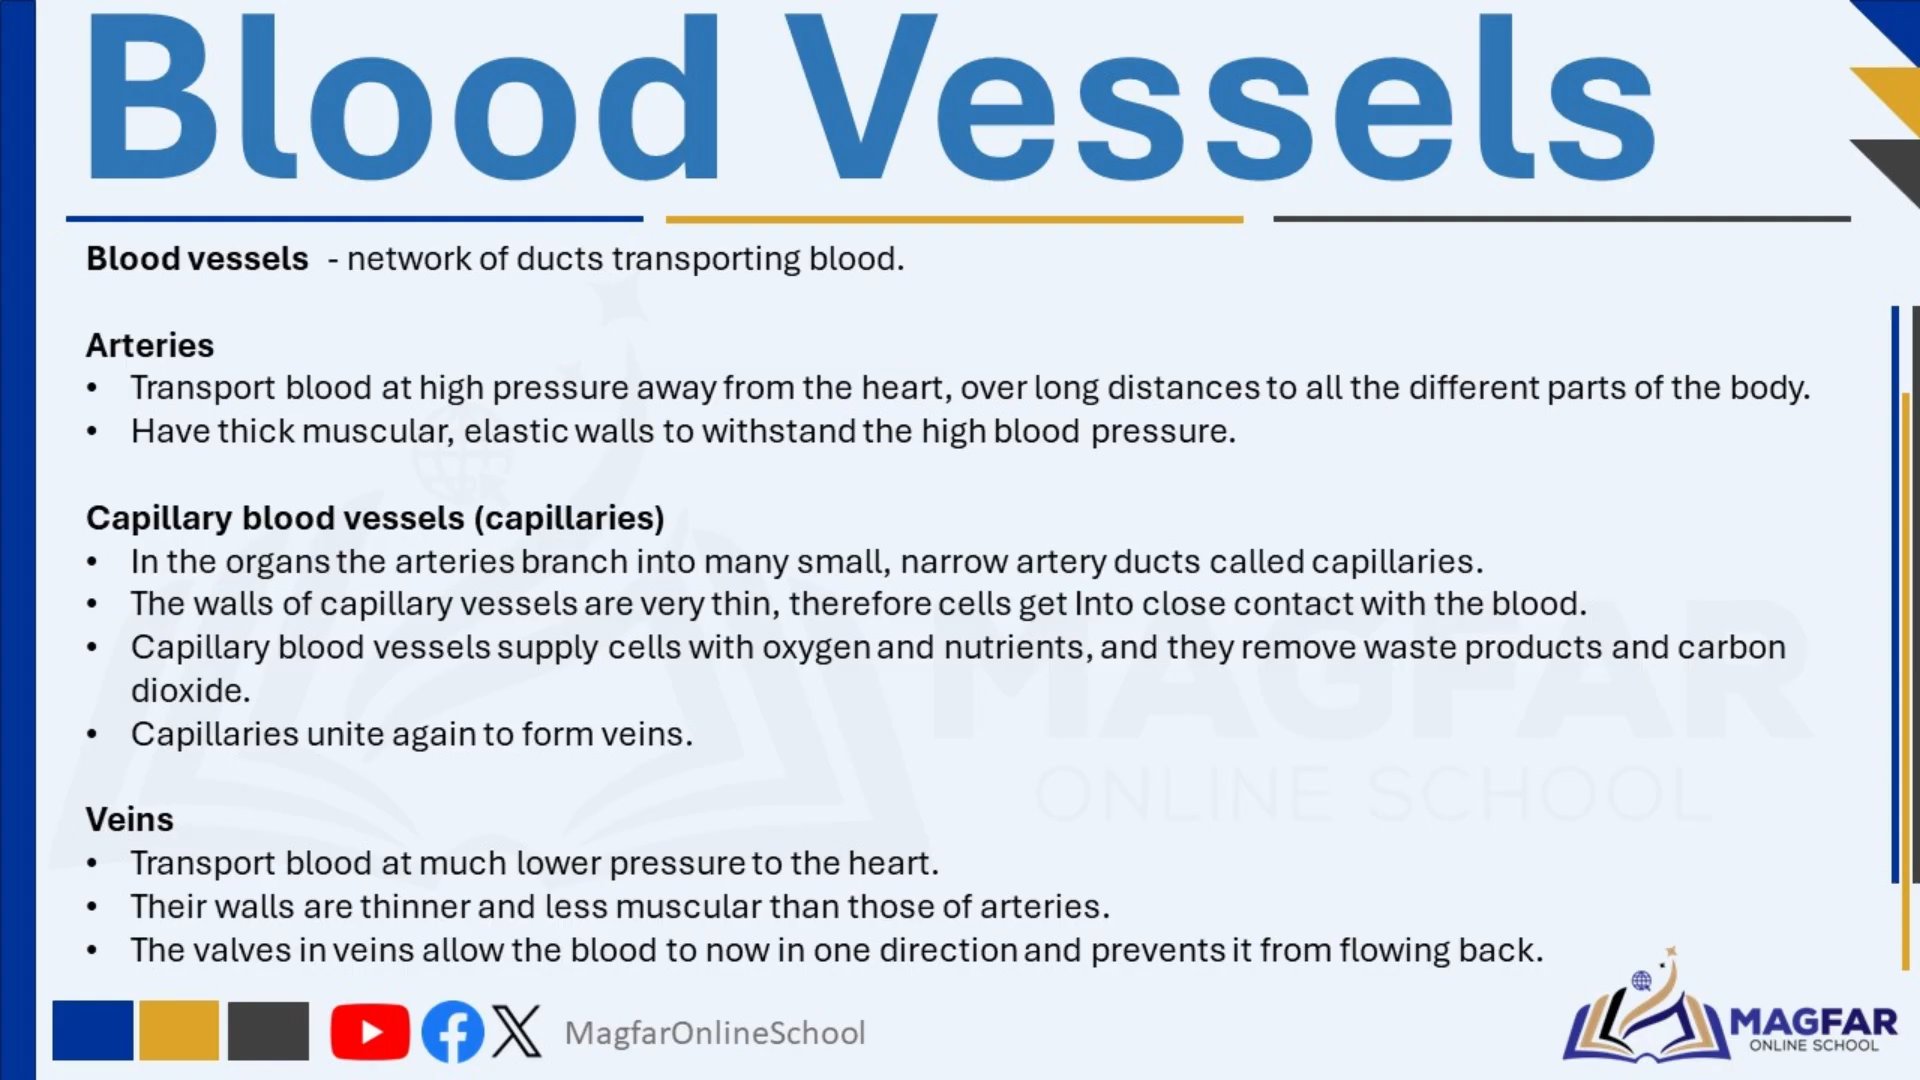 Blood Vessels
Blood vessels - network of ducts transporting blood.
Arteries
• Transport blood at high pressure away from the heart, over long distances to all the different parts of the body.
• Have thick muscular, elastic walls to withstand the high blood pressure.
Capillary blood vessels (capillaries)
• In the organs the arteries branch into many small, narrow artery ducts called capillaries.
• The walls of capillary vessels are very thin, therefore cells get Into close contact with the blood.
• Capillary blood vessels supply cells with oxygen and nutrients, and they remove waste products and carbon
dioxide.
• Capillaries unite again to form veins.
MAGFAR
ONLINE SCHOOL
Veins
• Transport blood at much lower pressure to the heart.
• Their walls are thinner and less muscular than those of arteries.
• The valves in veins allow the blood to now in one direction and prevents it from flowing back.
MagfarOnlineSchool
MAGFAR
ONLINE SCHOOL